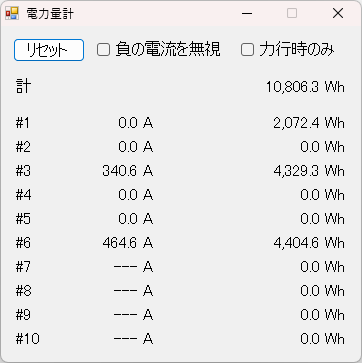 電力量計
リセット 負の電流を無視 力行時のみ
計 10,806.3 Wh
#1 0.0 A 2,072.4 Wh
#2 0.0 A 0.0 Wh
#3 340.6 A 4,329.3 Wh
#4 0.0 A 0.0 Wh
#5 0.0 A 0.0 Wh
#6 464.6 A 4,404.6 Wh
#7 --- A 0.0 Wh
#8 --- A 0.0 Wh
#9 --- A 0.0 Wh
#10 --- A 0.0 Wh